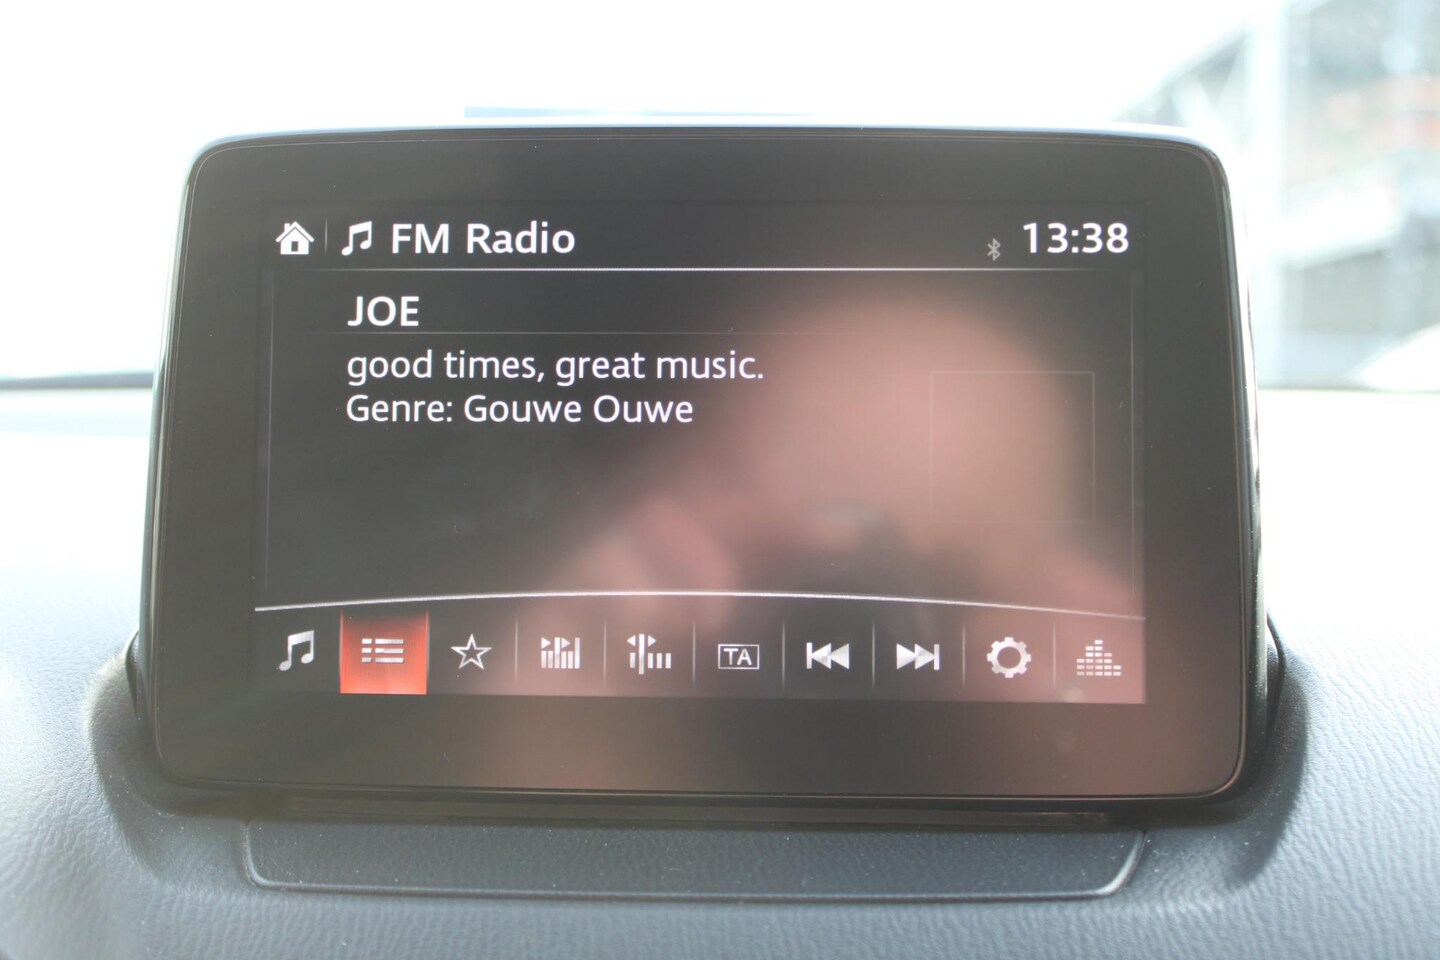 FM Radio
13:38
JOE
good times, great music.
Genre: Gouwe Ouwe
TA